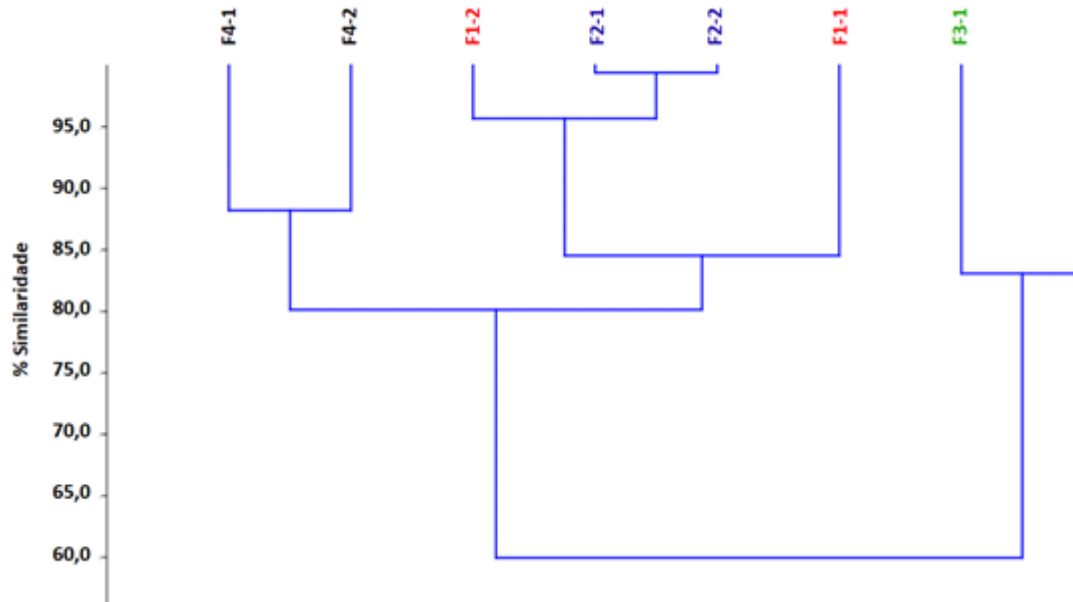 F4-1
F4-2
F1-2
F2-1
F2-2
F1-1
F3-1
% Similaridade
95,0
90,0
85,0
80,0
75,0
70,0
65,0
60,0